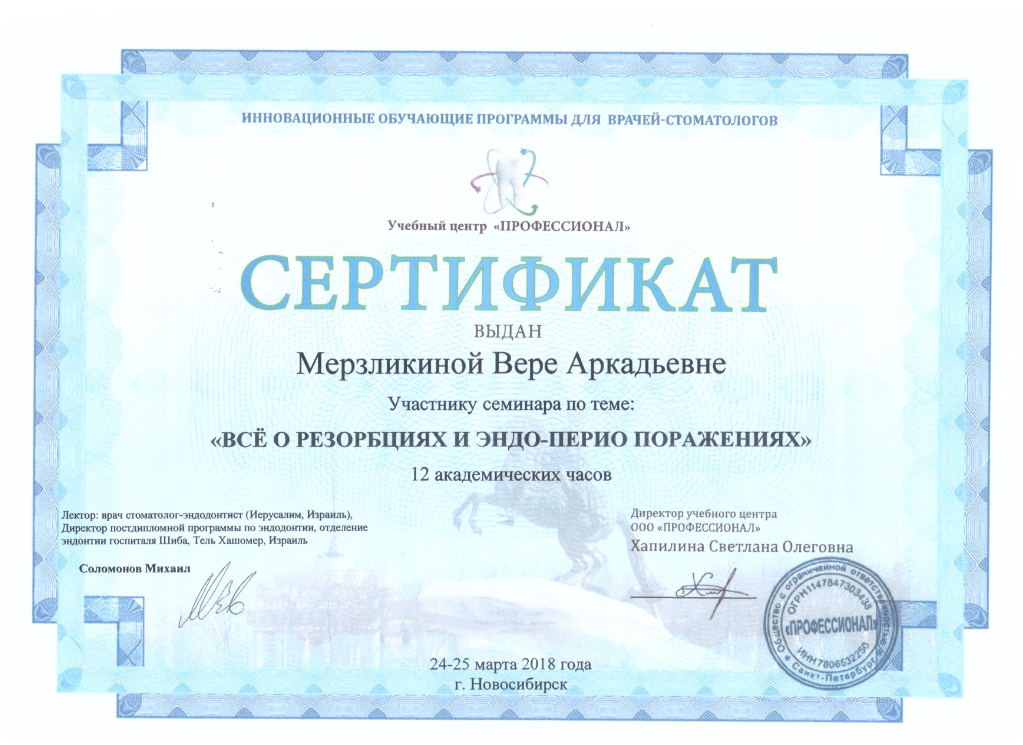 ИННОВАЦИОННЫЕ ОБУЧАЮЩИЕ ПРОГРАММЫ ДЛЯ ВРАЧЕЙ-СТОМАТОЛОГОВ
Учебный центр «ПРОФЕССИОНАЛ»
СЕРТИФИКАТ
ВЫДАН
Мерзликиной Вере Аркадьевне
Участнику семинара по теме:
«ВСЁ О РЕЗОРБЦИЯХ И ЭНДО-ПЕРИО ПОРАЖЕНИЯХ»
12 академических часов
Лектор: врач стоматолог-эндодонтист (Иерусалим, Израиль),
Директор постдипломной программы по эндодонтии, отделение
эндонтии госпиталя Шиба, Тель Хашомер, Израиль
Соломонов Михаил
Директор учебного центра
ООО «ПРОФЕССИОНАЛ»
Хапилина Светлана Олеговна
Общество с ограниченной ответственностью
ОГРН1147847303438
«ПРОФЕССИОНАЛ»
ИНН7806532250
Санкт-Петербург
24-25 марта 2018 года
г. Новосибирск